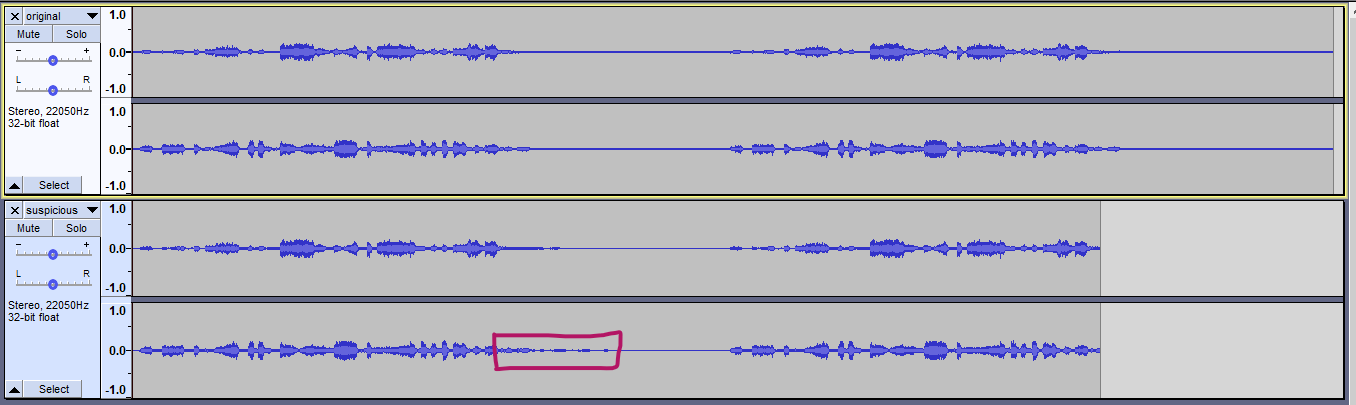 original
Mute Solo
- +
L R
Stereo, 22050Hz
32-bit float
Select
1.0
0.0
-1.0
1.0
0.0
-1.0
suspicious
Mute Solo
- +
L R
Stereo, 22050Hz
32-bit float
Select
1.0
0.0
-1.0
1.0
0.0
-1.0